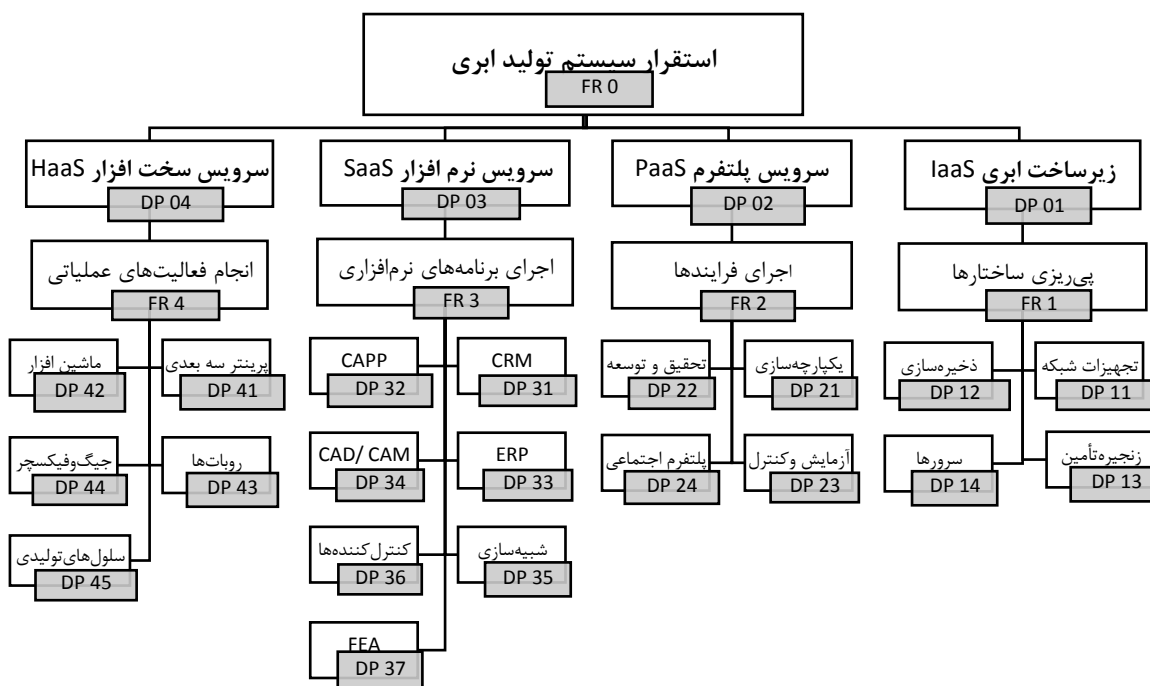 استقرار سیستم تولید ابری
FR 0
زیرساخت ابری IaaS
DP 01
سرویس پلتفرم PaaS
DP 02
سرویس نرم افزار SaaS
DP 03
سرویس سخت افزار HaaS
DP 04
پی‌ریزی ساختارها
FR 1
اجرای فرایندها
FR 2
اجرای برنامه‌های نرم‌افزاری
FR 3
انجام فعالیت‌های عملیاتی
FR 4
تجهیزات شبکه
DP 11
ذخیره‌سازی
DP 12
زنجیره‌تأمین
DP 13
سرورها
DP 14
یکپارچه‌سازی
DP 21
تحقیق و توسعه
DP 22
آزمایش وکنترل
DP 23
پلتفرم اجتماعی
DP 24
CRM
DP 31
CAPP
DP 32
ERP
DP 33
CAD/ CAM
DP 34
شبیه‌سازی
DP 35
کنترل‌کننده‌ها
DP 36
FEA
DP 37
پرینتر سه بعدی
DP 41
ماشین افزار
DP 42
روبات‌ها
DP 43
جیگ‌وفیکسچر
DP 44
سلول‌های‌تولیدی
DP 45